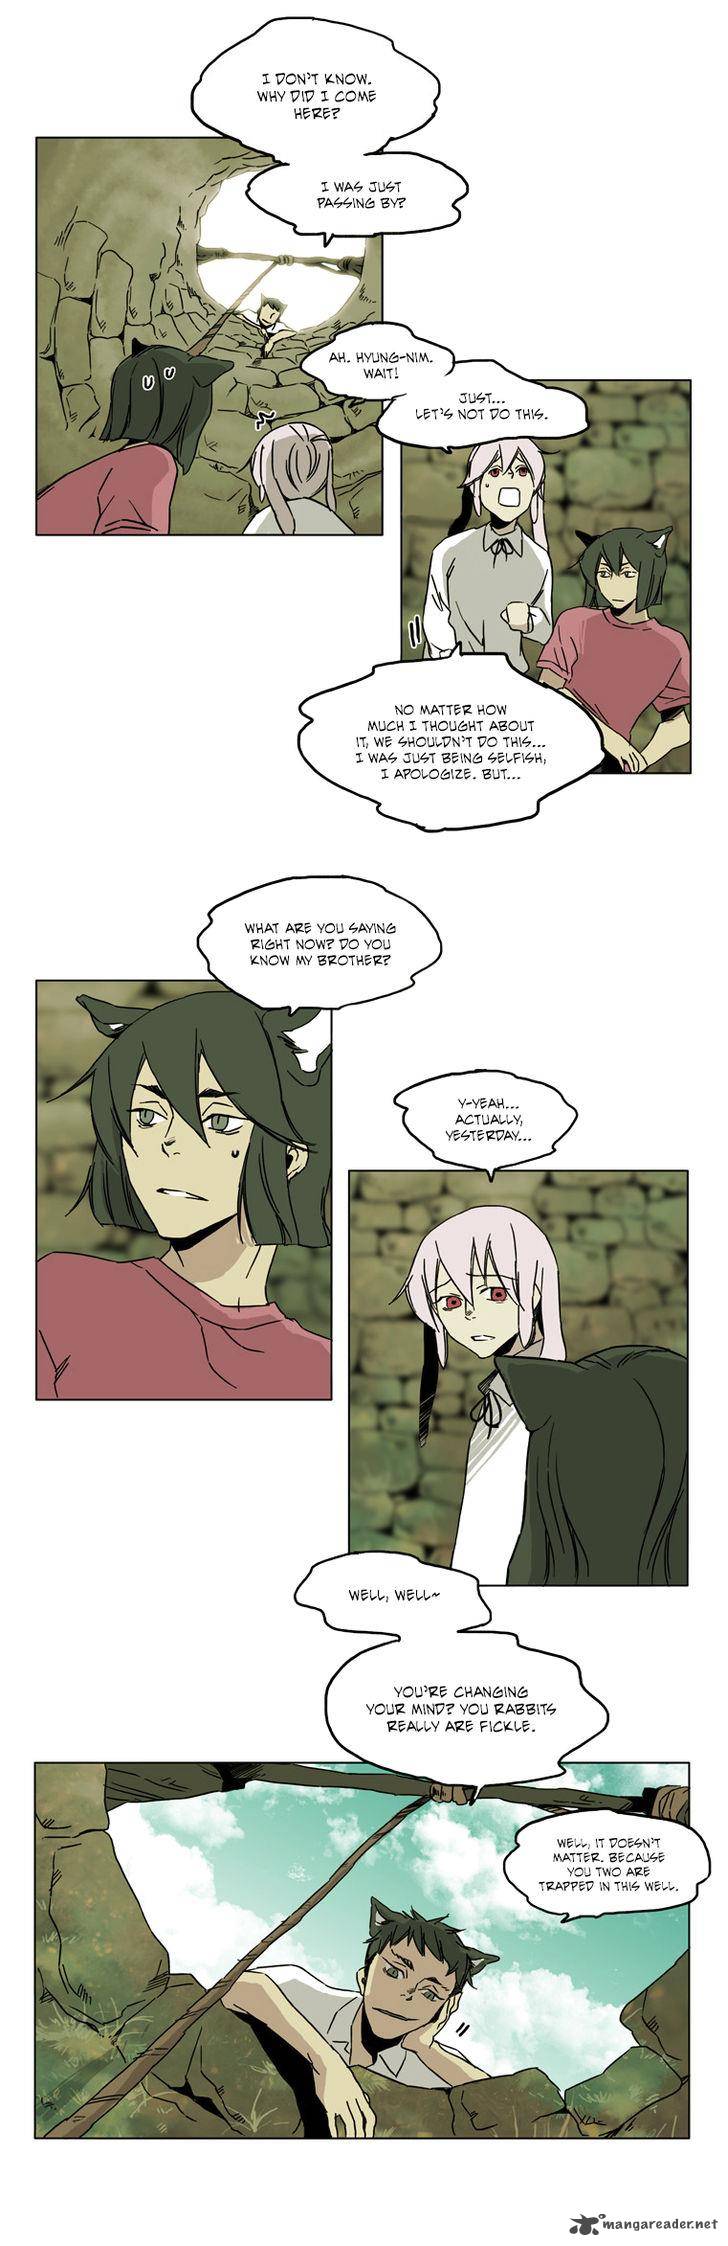 I DON'T KNOW.
WHY DID I COME
HERE?
I WAS JUST
PASSING BY?
AH. HYUNG-NIM.
WAIT!
JUST...
LET'S NOT DO THIS.
NO MATTER HOW
MUCH I THOUGHT ABOUT
IT, WE SHOULDN'T DO THIS...
I WAS JUST BEING SELFISH,
I APOLOGIZE. BUT...
WHAT ARE YOU SAYING
RIGHT NOW? DO YOU
KNOW MY BROTHER?
Y-YEAH...
ACTUALLY,
YESTERDAY...
WELL, WELL~
YOU'RE CHANGING
YOUR MIND? YOU RABBITS
REALLY ARE FICKLE.
WELL, IT DOESN'T
MATTER. BECAUSE
YOU TWO ARE
TRAPPED IN THIS WELL.
mangareader.net